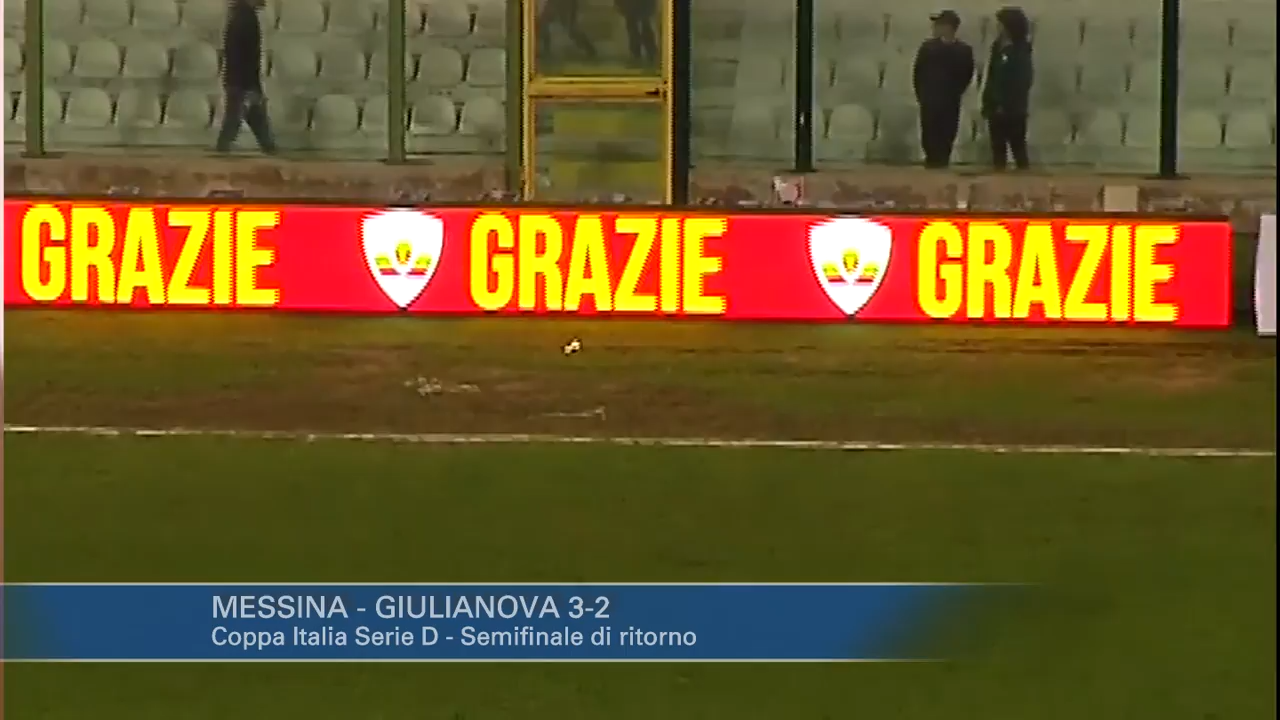 GRAZIE GRAZIE GRAZIE
MESSINA - GIULIANOVA 3-2
Coppa Italia Serie D - Semifinale di ritorno